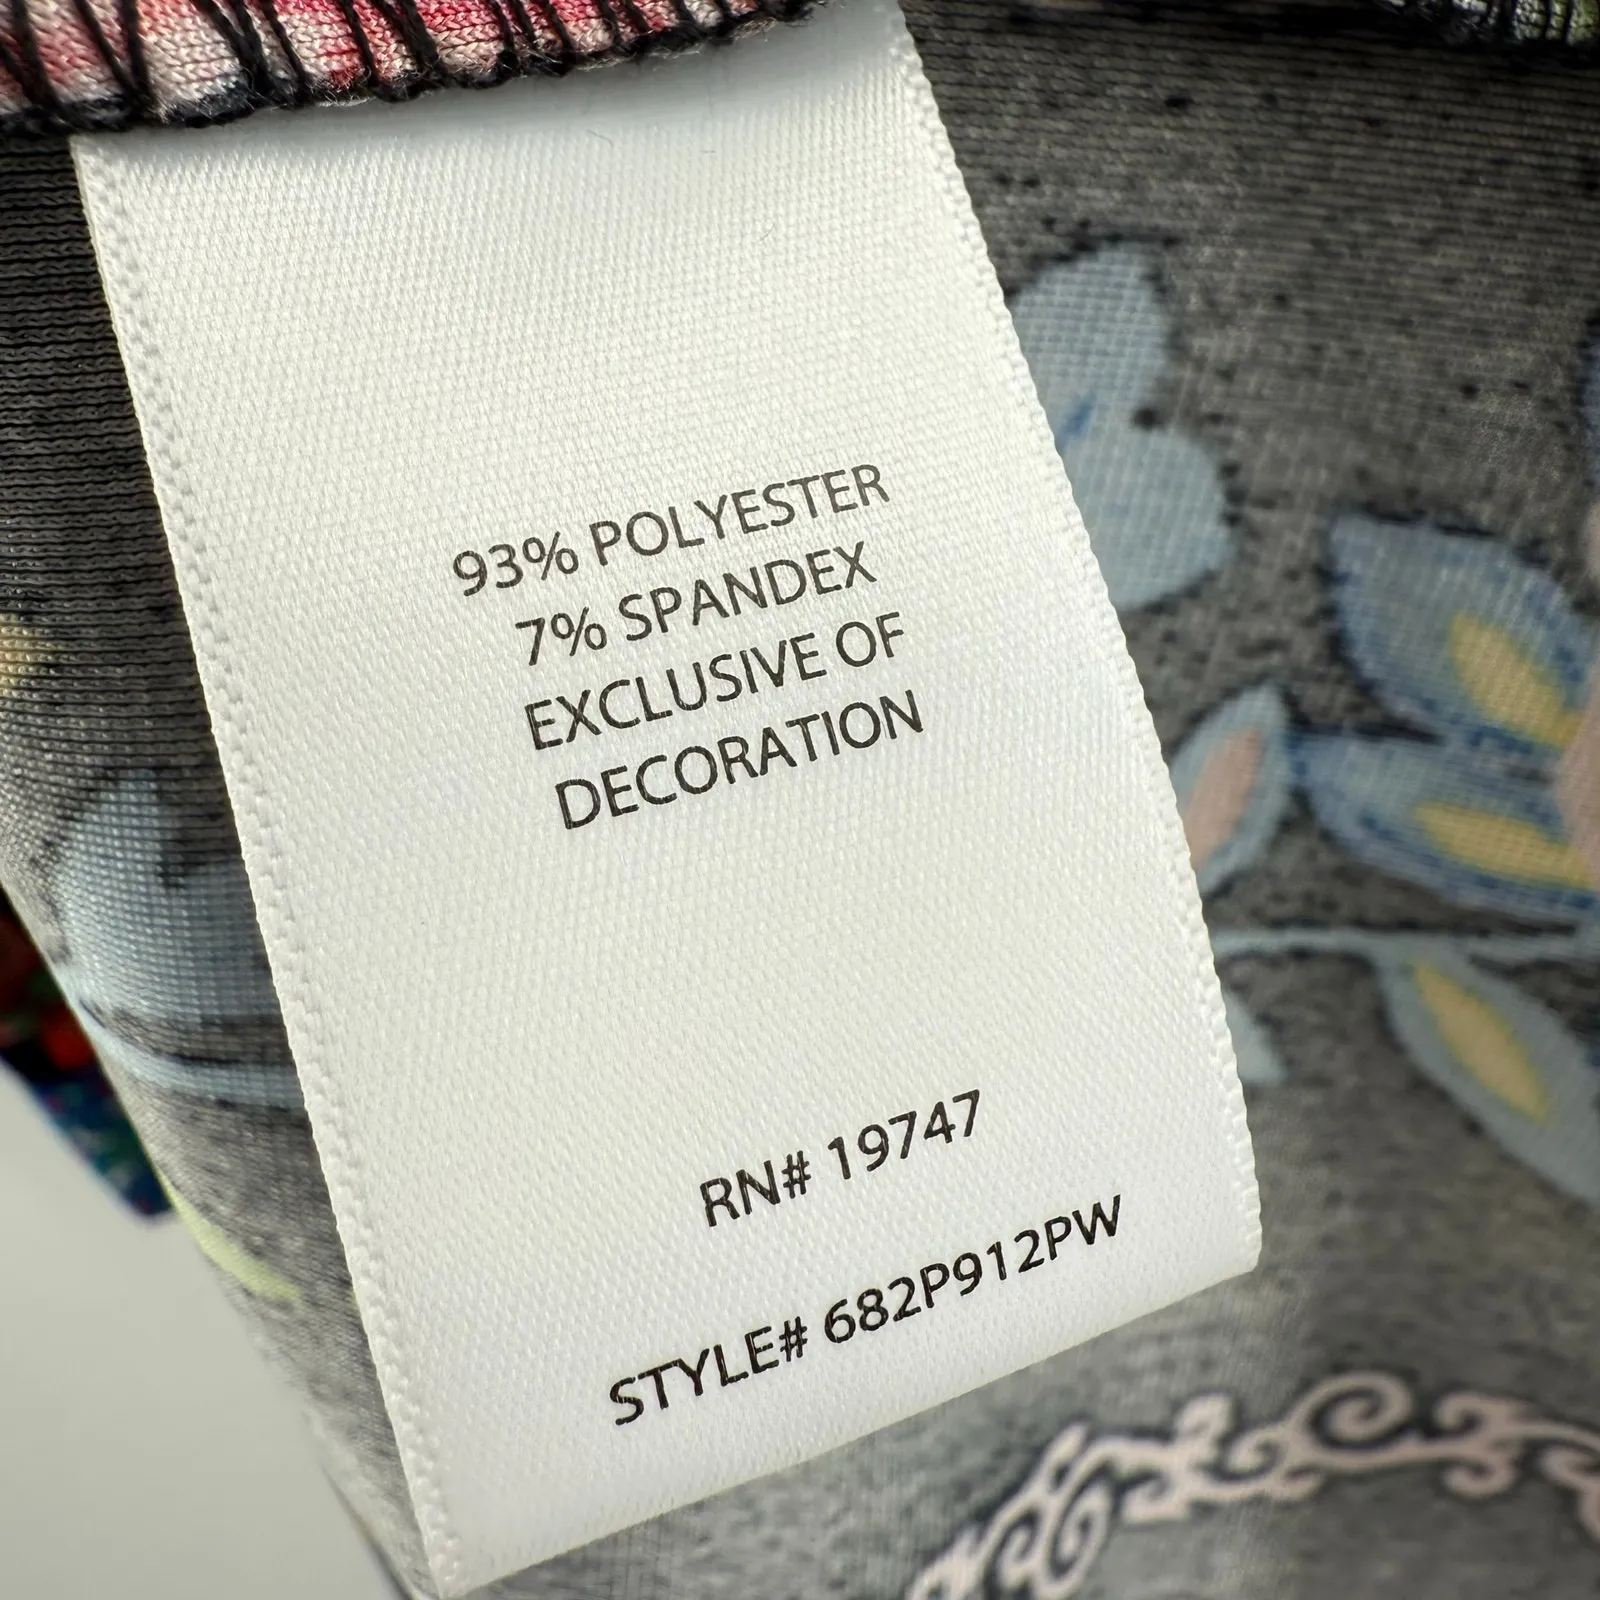 93% POLYESTER
7% SPANDEX
EXCLUSIVE OF
DECORATION
RN# 19747
STYLE# 682P912PW